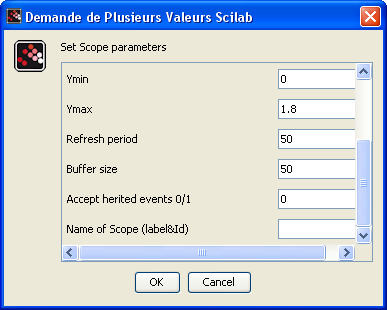 Demande de Plusieurs Valeurs Scilab
Set Scope parameters
Ymin 0
Ymax 1.8
Refresh period 50
Buffer size 50
Accept herited events 0/1 0
Name of Scope (label&Id)
OK Cancel